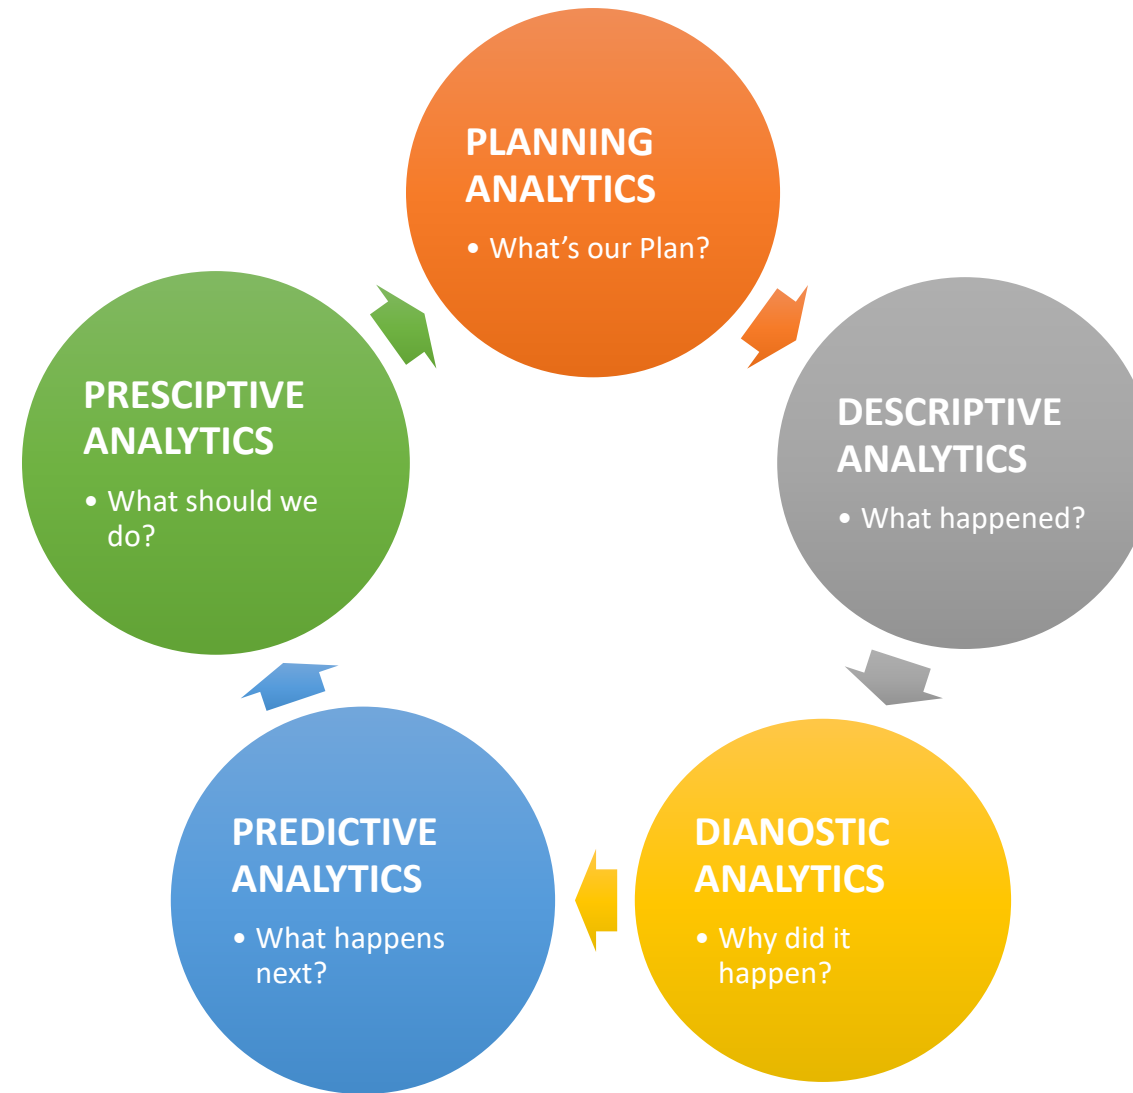 PLANNING
ANALYTICS
• What's our Plan?
DESCRIPTIVE
ANALYTICS
• What happened?
DIANOSTIC
ANALYTICS
• Why did it
happen?
PREDICTIVE
ANALYTICS
• What happens
next?
PRESCIPTIVE
ANALYTICS
• What should we
do?